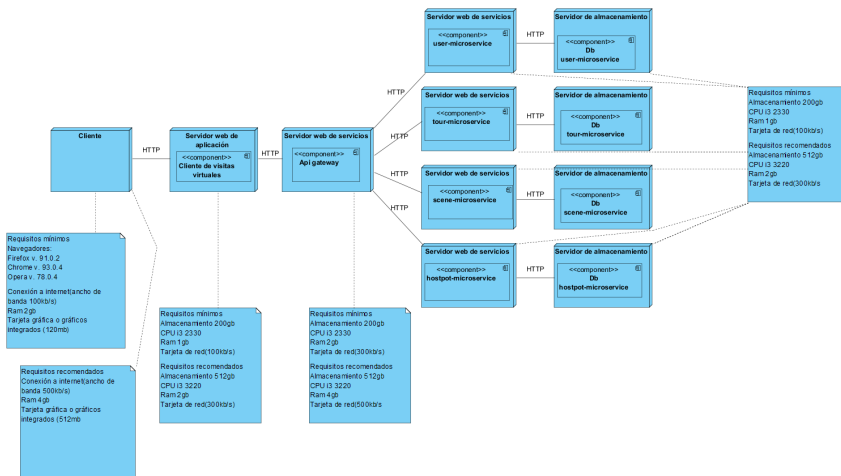 Servidor web de servicios
<<component>>
user-microservice
HTTP
Servidor de almacenamiento
<<component>>
Db
user-microservice
HTTP
Servidor web de servicios
<<component>>
tour-microservice
HTTP
Servidor de almacenamiento
<<component>>
Db
tour-microservice
HTTP
Servidor web de servicios
<<component>>
scene-microservice
HTTP
Servidor de almacenamiento
<<component>>
Db
scene-microservice
HTTP
Servidor web de servicios
<<component>>
hostpot-microservice
HTTP
Servidor de almacenamiento
<<component>>
Db
hostpot-microservice
HTTP
Cliente
HTTP
Servidor web de
aplicación
<<component>>
Cliente de visitas
virtuales
HTTP
Servidor web de servicios
<<component>>
Api gateway
Requisitos mínimos
Almacenamiento 200gb
CPU i3 2330
Ram 1gb
Tarjeta de red(100kb/s)
Requisitos recomendados
Almacenamiento 512gb
CPU i3 3220
Ram 2gb
Tarjeta de red(300kb/s
Requisitos mínimos
Navegadores:
Firefox v. 91.0.2
Chrome v. 93.0.4
Opera v. 78.0.4
Conexión a internet(ancho de
banda 100kb/s)
Ram 2gb
Tarjeta gráfica o gráficos
integrados (120mb)
Requisitos recomendados
Conexión a internet(ancho de
banda 500kb/s)
Ram 4gb
Tarjeta gráfica o gráficos
integrados (512mb
Requisitos mínimos
Almacenamiento 200gb
CPU i3 2330
Ram 1gb
Tarjeta de red(100kb/s)
Requisitos recomendados
Almacenamiento 512gb
CPU i3 3220
Ram 2gb
Tarjeta de red(300kb/s)
Requisitos mínimos
Almacenamiento 200gb
CPU i3 2330
Ram 2gb
Tarjeta de red(300kb/s)
Requisitos recomendados
Almacenamiento 512gb
CPU i3 3220
Ram 4gb
Tarjeta de red(500kb/s